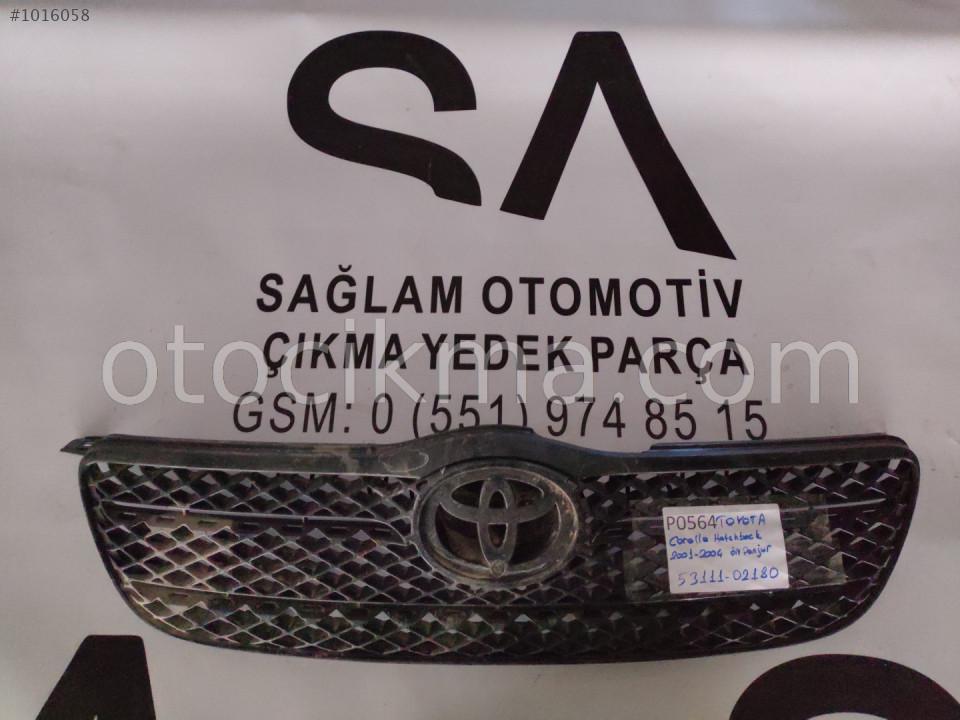 #1016058
SA
SAĞLAM OTOMOTİV
ÇIKMA YEDEK PARÇA
otocikma.com
GSM: 0 (551) 974 85 15
P0564 TOYOTA
Corolla Hatchback
2001-2004 ön Panjur
53111-02180